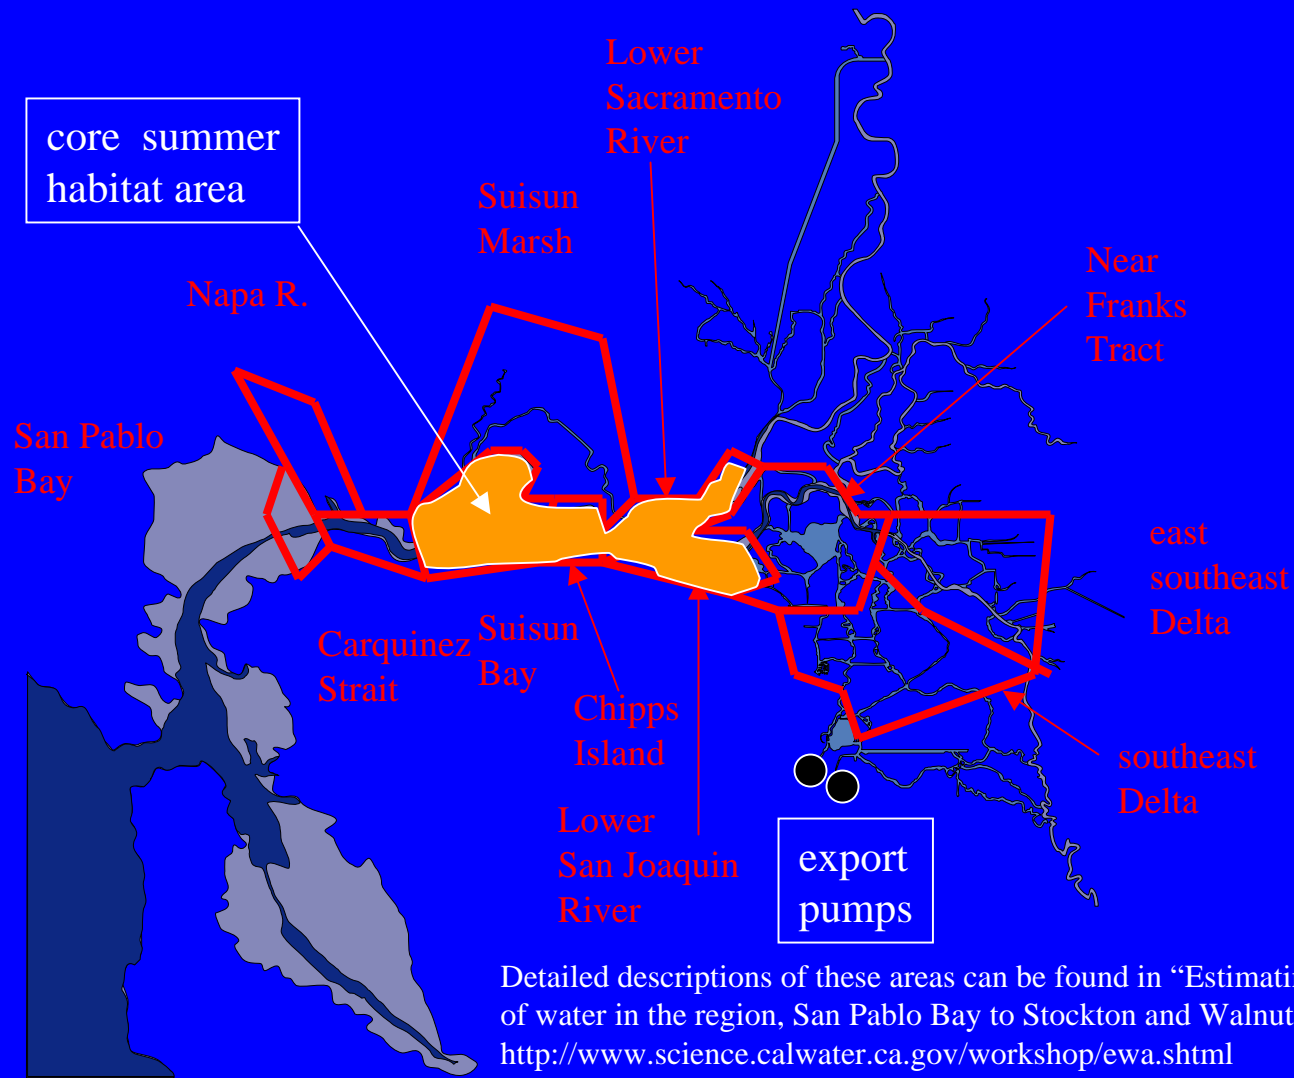 Lower
Sacramento
River
core summer
habitat area
Suisun
Marsh
Near
Franks
Tract
Napa R.
San Pablo
Bay
east
southeast
Delta
Carquinez
Strait
Suisun
Bay
Chipps
Island
southeast
Delta
Lower
San Joaquin
River
export
pumps
Detailed descriptions of these areas can be found in “Estimatin
of water in the region, San Pablo Bay to Stockton and Walnut
http://www.science.calwater.ca.gov/workshop/ewa.shtml